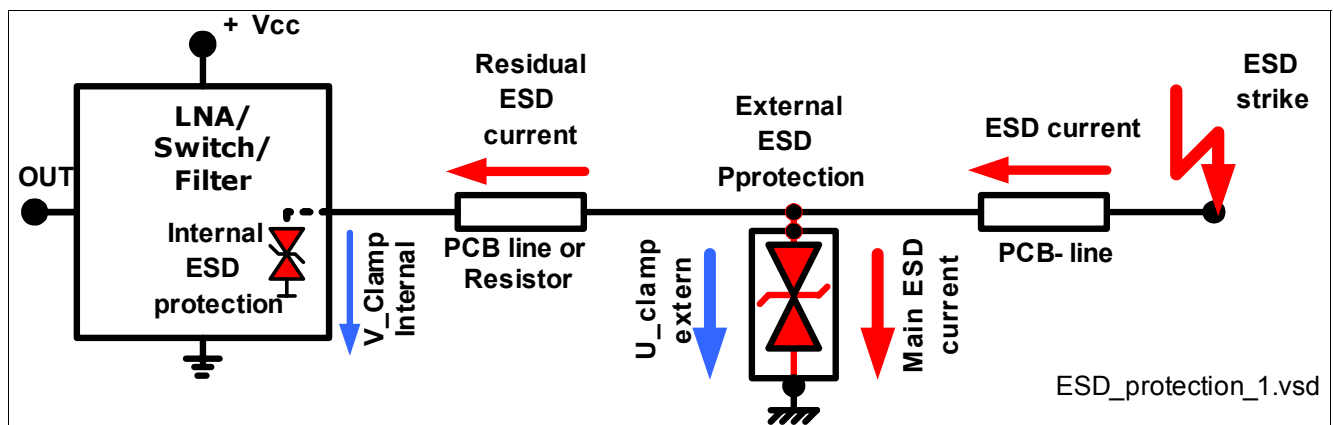 + Vcc
LNA/
Switch/
Filter
OUT
Internal
ESD
protection
V_Clamp
Internal
Residual
ESD
current
PCB line or
Resistor
External
ESD
Pprotection
U_clamp
extern
Main ESD
current
ESD current
PCB- line
ESD
strike
ESD_protection_1.vsd